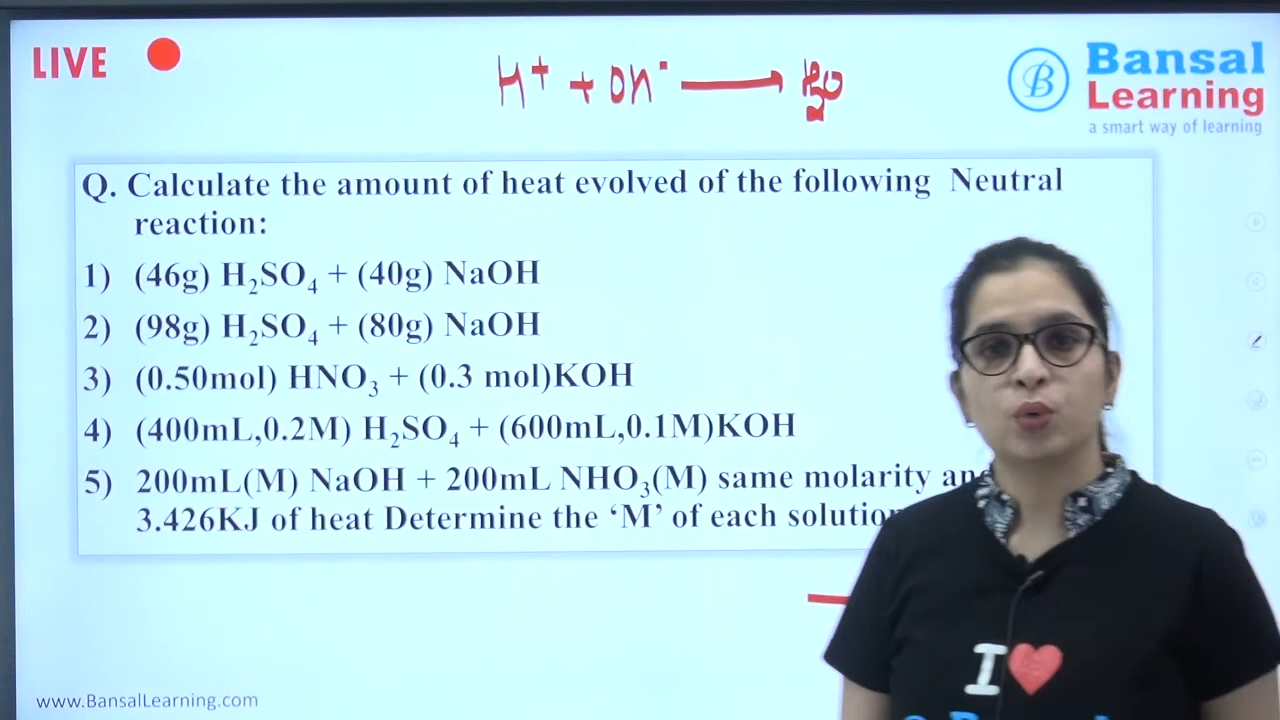 LIVE
H⁺ + OH⁻ → H₂O
Bansal
Learning
a smart way of learning
Q. Calculate the amount of heat evolved of the following Neutral
reaction:
1) (46g) H₂SO₄ + (40g) NaOH
2) (98g) H₂SO₄ + (80g) NaOH
3) (0.50mol) HNO₃ + (0.3 mol)KOH
4) (400mL,0.2M) H₂SO₄ + (600mL,0.1M)KOH
5) 200mL(M) NaOH + 200mL NHO₃(M) same molarity
3.426KJ of heat Determine the ‘M’ of each
I ❤
www.BansalLearning.com